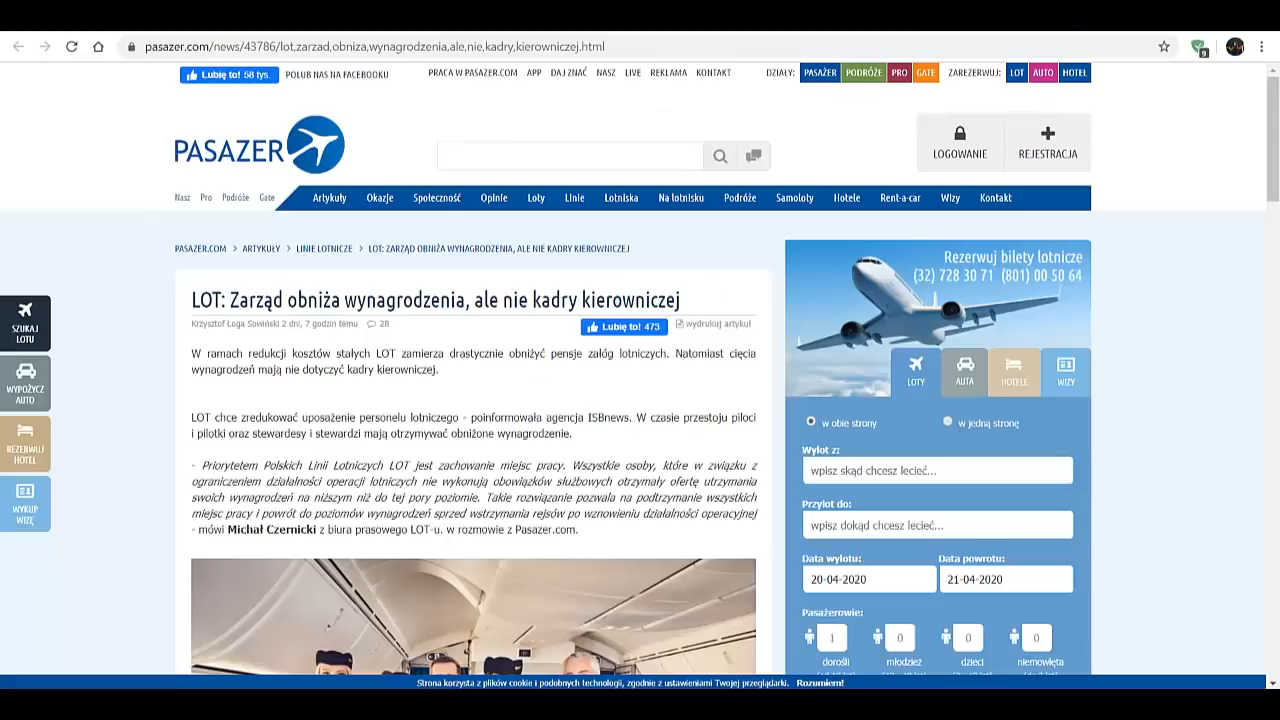 pasazer.com/news/43786/lot,zarzad,obniza,wynagrodzenia,ale,nie,kadry,kierowniczej.html
9
Lubię to! 58 tys.
POLUB NAS NA FACEBOOKU
PRACA W PASAZER.COM APP DAJ ZNAĆ NASZ LIVE REKLAMA KONTAKT
DZIAŁY: PASAŻER PODRÓŻE PRO GATE ZAREZERWUJ: LOT AUTO HOTEL
PASAZER
LOGOWANIE
REJESTRACJA
Nasz Pro Podróże Gate
Artykuły Okazje Społeczność Opinie Loty Linie Lotniska Na lotnisku Podróże Samoloty Hotele Rent-a-car Wizy Kontakt
PASAZER.COM > ARTYKUŁY > LINIE LOTNICZE > LOT: ZARZĄD OBNIŻA WYNAGRODZENIA, ALE NIE KADRY KIEROWNICZEJ
LOT: Zarząd obniża wynagrodzenia, ale nie kadry kierowniczej
Krzysztof Loga Sowiński 2 dni, 7 godzin temu 28
Lubię to! 473
wydrukuj artykuł
W ramach redukcji kosztów stałych LOT zamierza drastycznie obniżyć pensje załóg lotniczych. Natomiast cięcia
wynagrodzeń mają nie dotyczyć kadry kierowniczej.
LOT chce zredukować uposażenie personelu lotniczego - poinformowała agencja ISBnews. W czasie przestoju piloci
i pilotki oraz stewardesy i stewardzi mają otrzymywać obniżone wynagrodzenie.
- Priorytetem Polskich Linii Lotniczych LOT jest zachowanie miejsc pracy. Wszystkie osoby, które w związku z
ograniczeniem działalności operacji lotniczych nie wykonują obowiązków służbowych otrzymały ofertę utrzymania
swoich wynagrodzeń na niższym niż do tej pory poziomie. Takie rozwiązanie pozwala na podtrzymanie wszystkich
miejsc pracy i powrót do poziomów wynagrodzeń sprzed wstrzymania rejsów po wznowieniu działalności operacyjnej
- mówi Michał Czernicki z biura prasowego LOT-u. w rozmowie z Pasazer.com.
SZUKAJ
LOTU
WYPOŻYCZ
AUTO
REZERWUJ
HOTEL
WYKUP
WIZĘ
Rezerwuj bilety lotnicze
(32) 728 30 71 (801) 00 50 64
LOTY AUTA HOTELE WIZY
w obie strony
w jedną stronę
Wylot z:
wpisz skąd chcesz lecieć...
Przylot do:
wpisz dokąd chcesz lecieć...
Data wylotu: Data powrotu:
20-04-2020 21-04-2020
Pasażerowie:
1 0 0 0
dorośli młodzież dzieci niemowlęta
Strona korzysta z plików cookie i podobnych technologii, zgodnie z ustawieniami Twojej przeglądarki. Rozumiem!